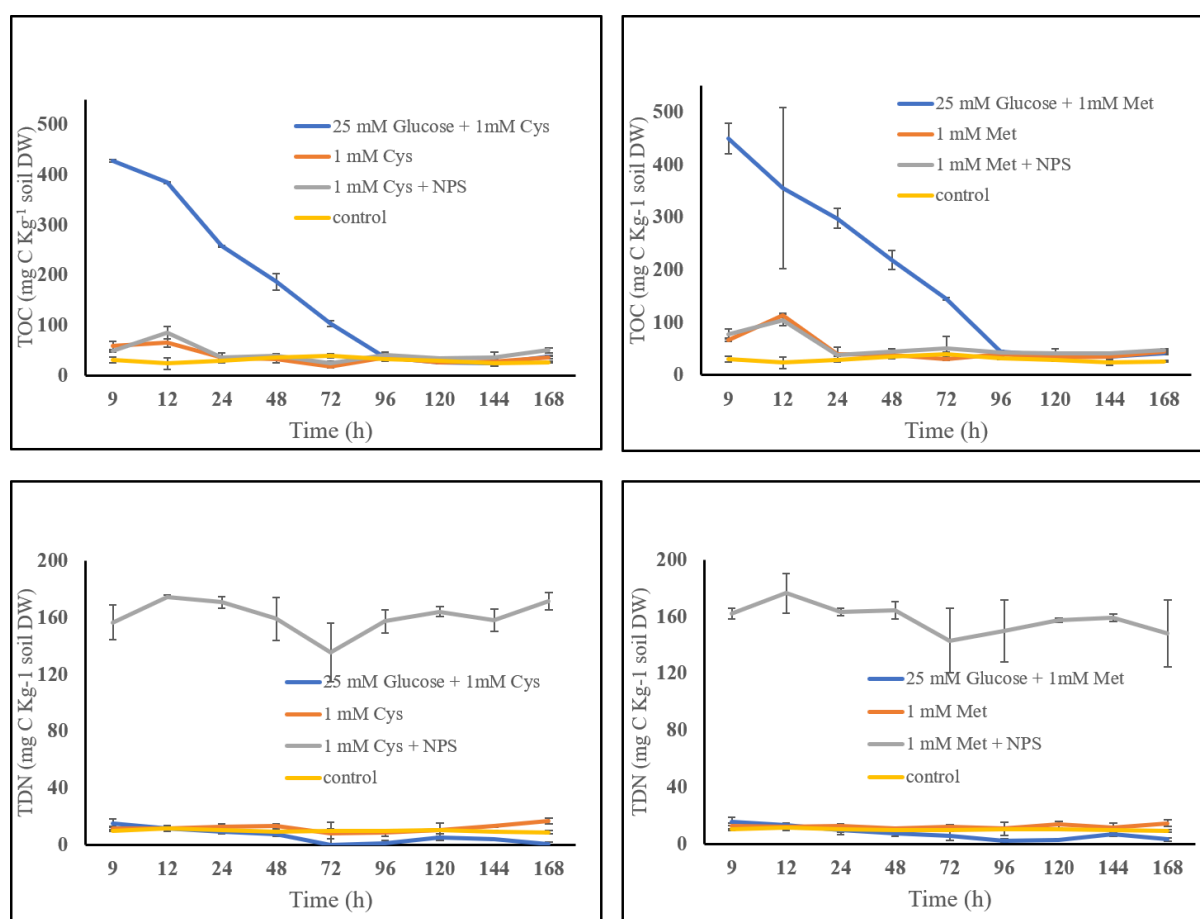 TOC (mg C Kg⁻¹ soil DW)
500
400
300
200
100
0
25 mM Glucose + 1mM Cys
1 mM Cys
1 mM Cys + NPS
control
9 12 24 48 72 96 120 144 168
Time (h)
TOC (mg C Kg-1 soil DW)
500
400
300
200
100
0
25 mM Glucose + 1mM Met
1 mM Met
1 mM Met + NPS
control
9 12 24 48 72 96 120 144 168
Time (h)
TDN (mg C Kg-1 soil DW)
200
160
120
80
40
0
25 mM Glucose + 1mM Cys
1 mM Cys
1 mM Cys + NPS
control
9 12 24 48 72 96 120 144 168
Time (h)
TDN (mg C Kg-1 soil DW)
200
160
120
80
40
0
25 mM Glucose + 1mM Met
1 mM Met
1 mM Met + NPS
control
9 12 24 48 72 96 120 144 168
Time (h)